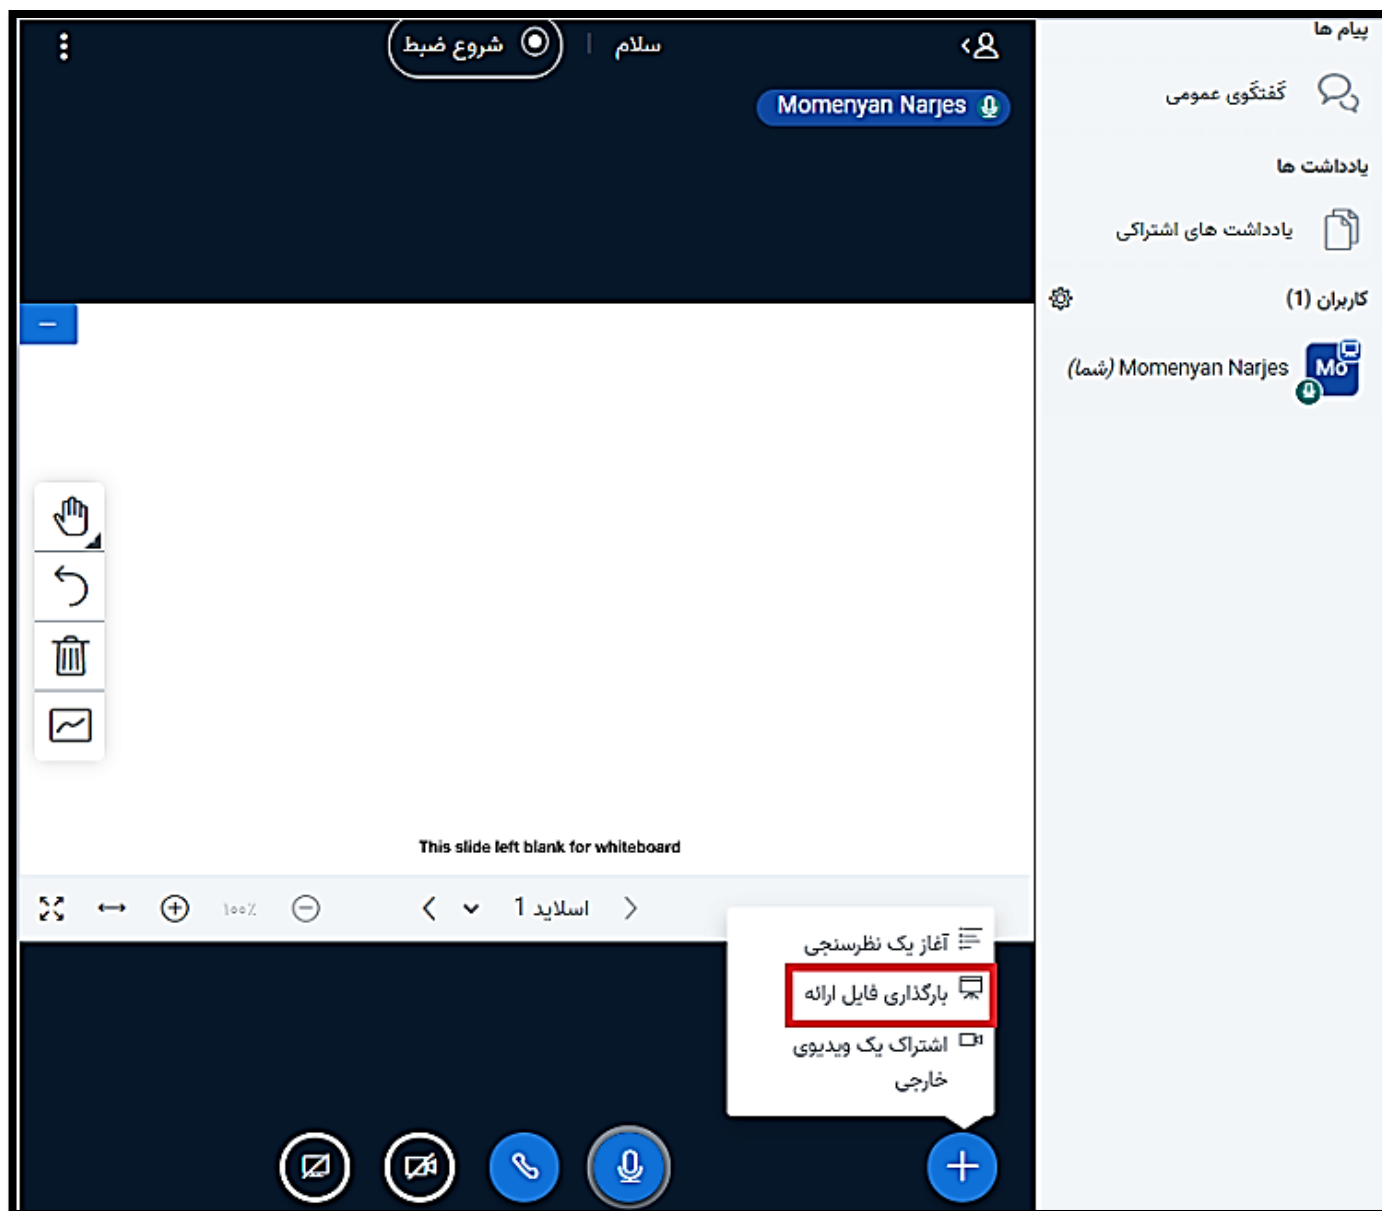 پیام ها
گفتگوی عمومی
یادداشت ها
یادداشت های اشتراکی
کاربران (1)
Mo
Momenyan Narjes (شما)
سلام | شروع ضبط
Momenyan Narjes
This slide left blank for whiteboard
اسلاید 1
۱۰۰٪
آغاز یک نظرسنجی
بارگذاری فایل ارائه
اشتراک یک ویدیوی
خارجی